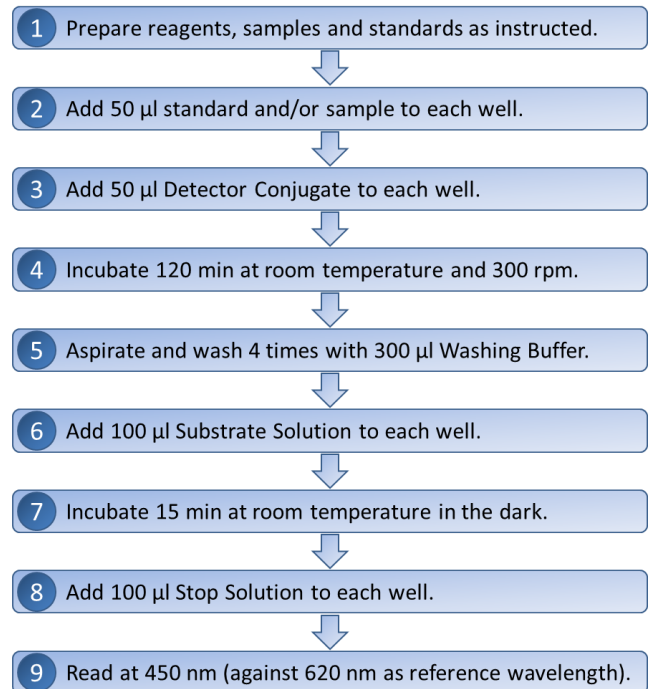 1 Prepare reagents, samples and standards as instructed.
2 Add 50 µl standard and/or sample to each well.
3 Add 50 µl Detector Conjugate to each well.
4 Incubate 120 min at room temperature and 300 rpm.
5 Aspirate and wash 4 times with 300 µl Washing Buffer.
6 Add 100 µl Substrate Solution to each well.
7 Incubate 15 min at room temperature in the dark.
8 Add 100 µl Stop Solution to each well.
9 Read at 450 nm (against 620 nm as reference wavelength).